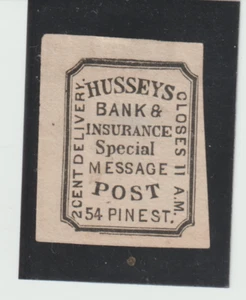 HUSSEYS
BANK &
INSURANCE
Special
MESSAGE
POST
54 PINE ST.
2 CENT DELIVERY.
CLOSES 11 A.M.